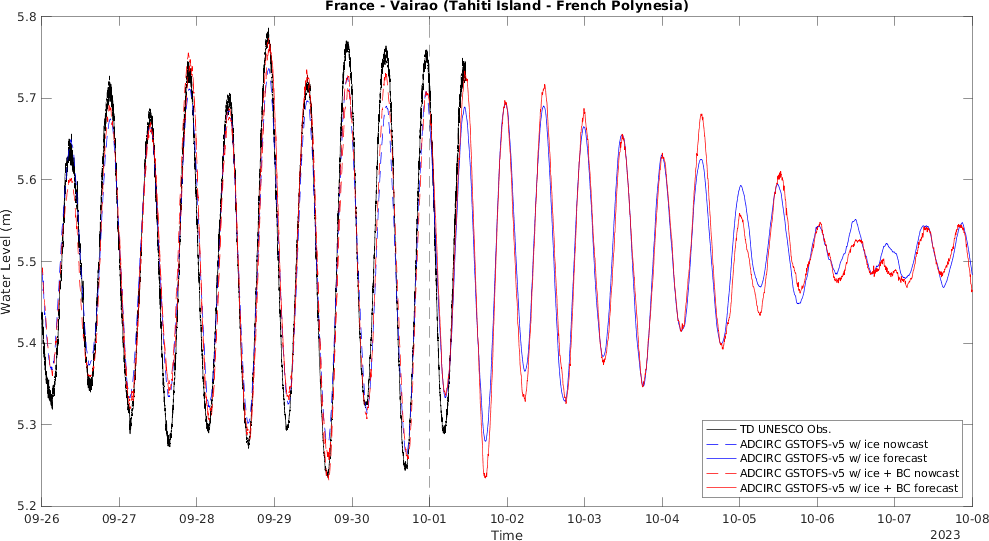 France - Vairao (Tahiti Island - French Polynesia)
5.8
5.7
5.6
5.5
5.4
5.3
5.2
Water Level (m)
TD UNESCO Obs.
ADCIRC GSTOFS-v5 w/ ice nowcast
ADCIRC GSTOFS-v5 w/ ice forecast
ADCIRC GSTOFS-v5 w/ ice + BC nowcast
ADCIRC GSTOFS-v5 w/ ice + BC forecast
09-26 09-27 09-28 09-29 09-30 10-01 10-02 10-03 10-04 10-05 10-06 10-07 10-08
Time
2023